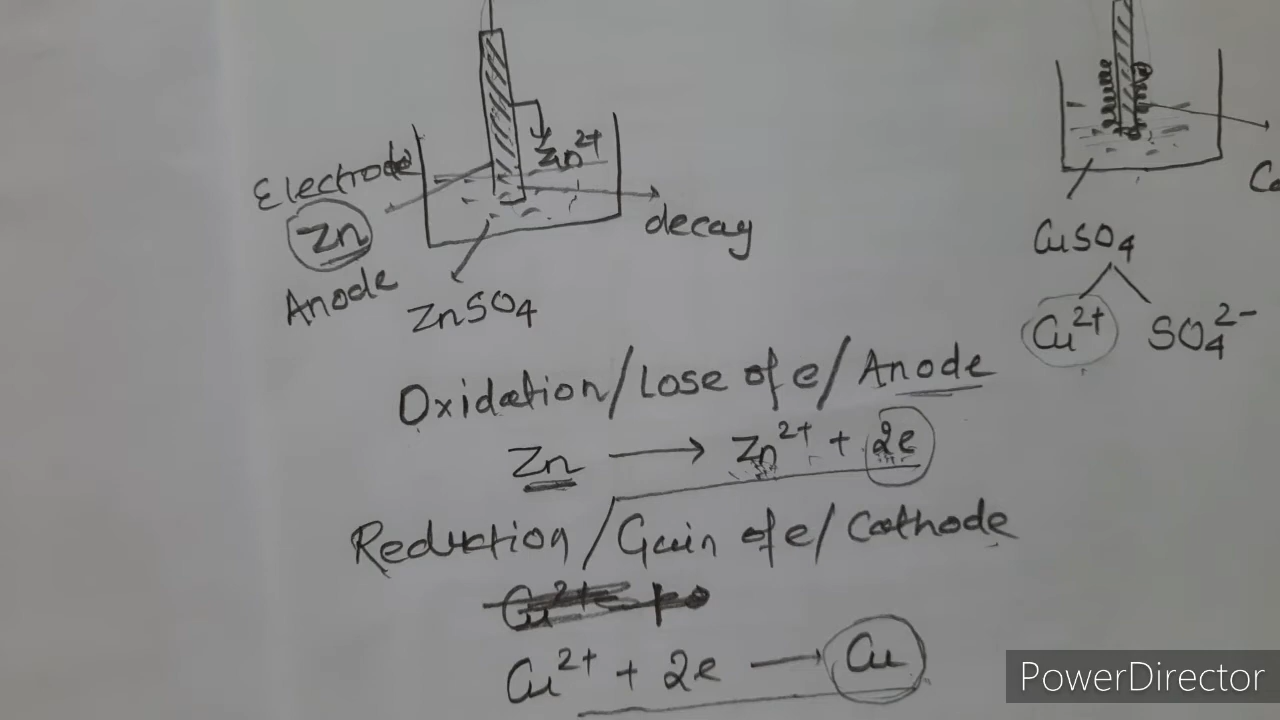 Zn²⁺
Electrode
Zn
decay
Anode
ZnSO₄
CuSO₄
Cu²⁺ SO₄²⁻
Oxidation/Lose of e/Anode
Zn → Zn²⁺ + 2e
Reduction/Gain of e/Cathode
Cu²⁺ + 2e → Cu
PowerDirector